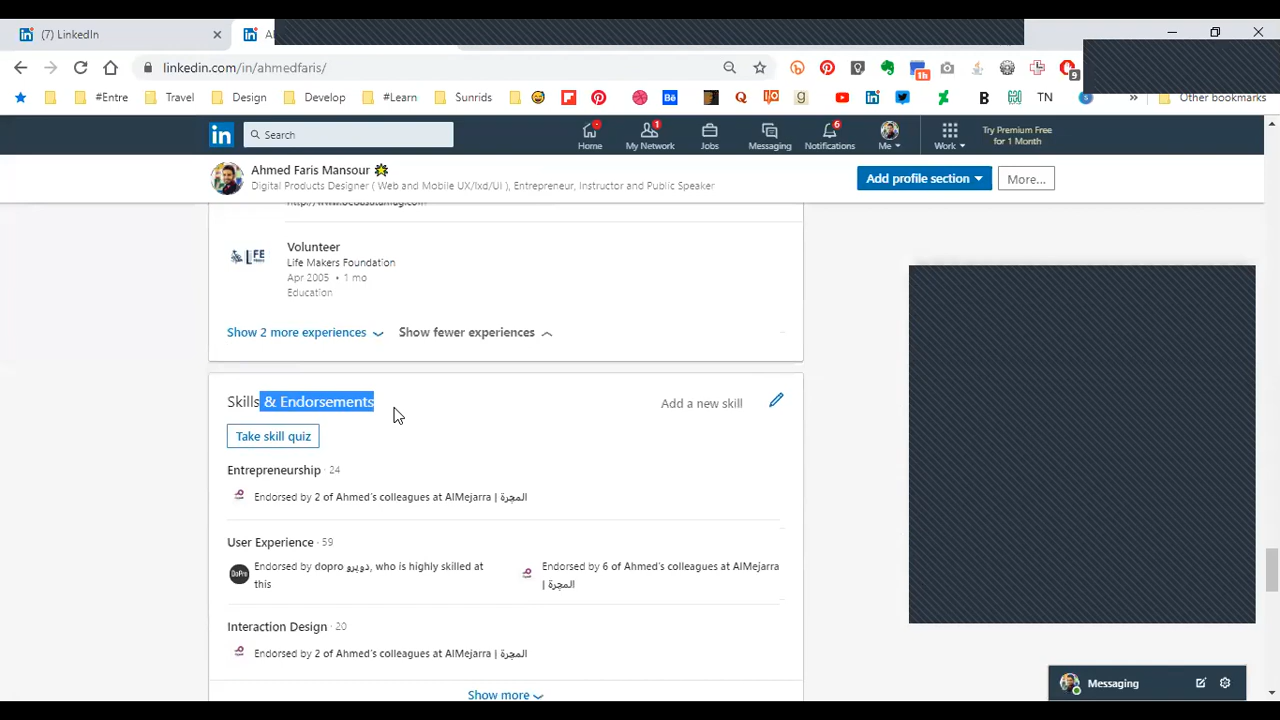 (7) LinkedIn
linkedin.com/in/ahmedfaris/
1h
9
#Entre Travel Design Develop #Learn Sunrids Other bookmarks
in Search
1
6
Home My Network Jobs Messaging Notifications Me Work
Try Premium Free
for 1 Month
Ahmed Faris Mansour
Digital Products Designer ( Web and Mobile UX/Ixd/UI ), Entrepreneur, Instructor and Public Speaker
Add profile section
More...
Volunteer
Life Makers Foundation
Apr 2005 • 1 mo
Education
Show 2 more experiences Show fewer experiences
Skills & Endorsements
Add a new skill
Take skill quiz
Entrepreneurship · 24
Endorsed by 2 of Ahmed's colleagues at AlMejarra | المجرة
User Experience · 59
Endorsed by dopro دوبرو, who is highly skilled at
this
Endorsed by 6 of Ahmed's colleagues at AlMejarra
| المجرة
Interaction Design · 20
Endorsed by 2 of Ahmed's colleagues at AlMejarra | المجرة
Show more
Messaging